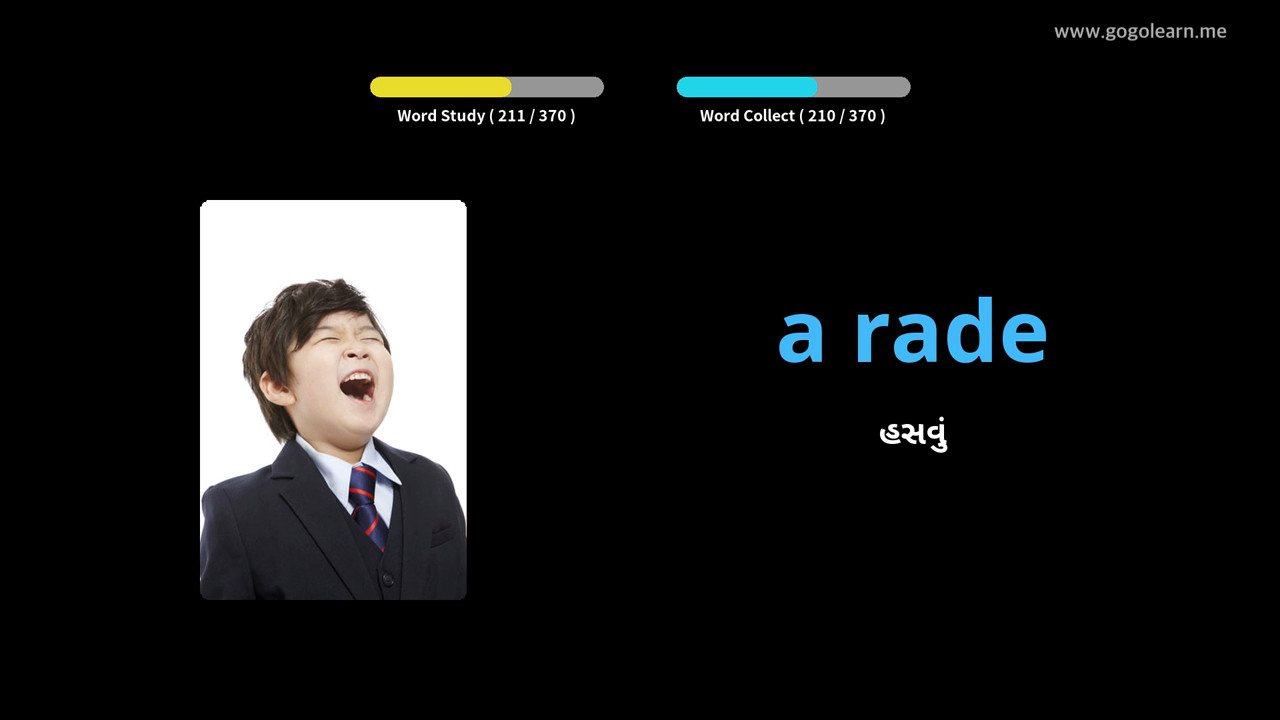 www.gogolearn.me
Word Study ( 211 / 370 )
Word Collect ( 210 / 370 )
a rade
હસવું